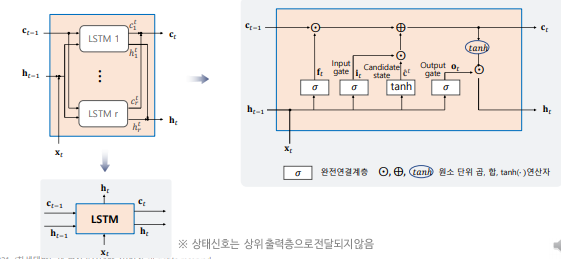 c_{t-1}
LSTM 1
c_1^t
h_1^t
c_t
h_{t-1}
⋮
LSTM r
c_r^t
h_r^t
h_t
x_t
c_{t-1}
c_t
tanh
Input gate
Candidate state
Output gate
f_t
i_t
c̃^t
o_t
σ
σ
tanh
σ
h_{t-1}
h_t
x_t
σ 완전연결계층 ⊙, ⊕, tanh 원소 단위 곱, 합, tanh(·)연산자
h_t
c_{t-1}
c_t
LSTM
h_{t-1}
h_t
x_t
※ 상태신호는 상위출력층으로전달되지않음